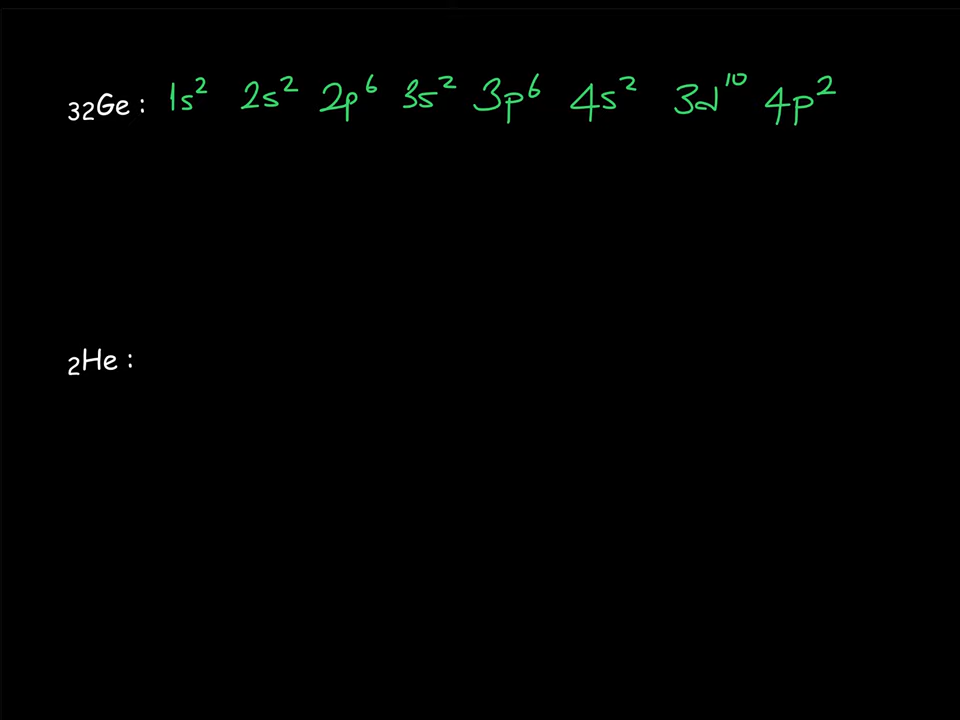 ₃₂Ge : 1s² 2s² 2p⁶ 3s² 3p⁶ 4s² 3d¹⁰ 4p²
₂He :